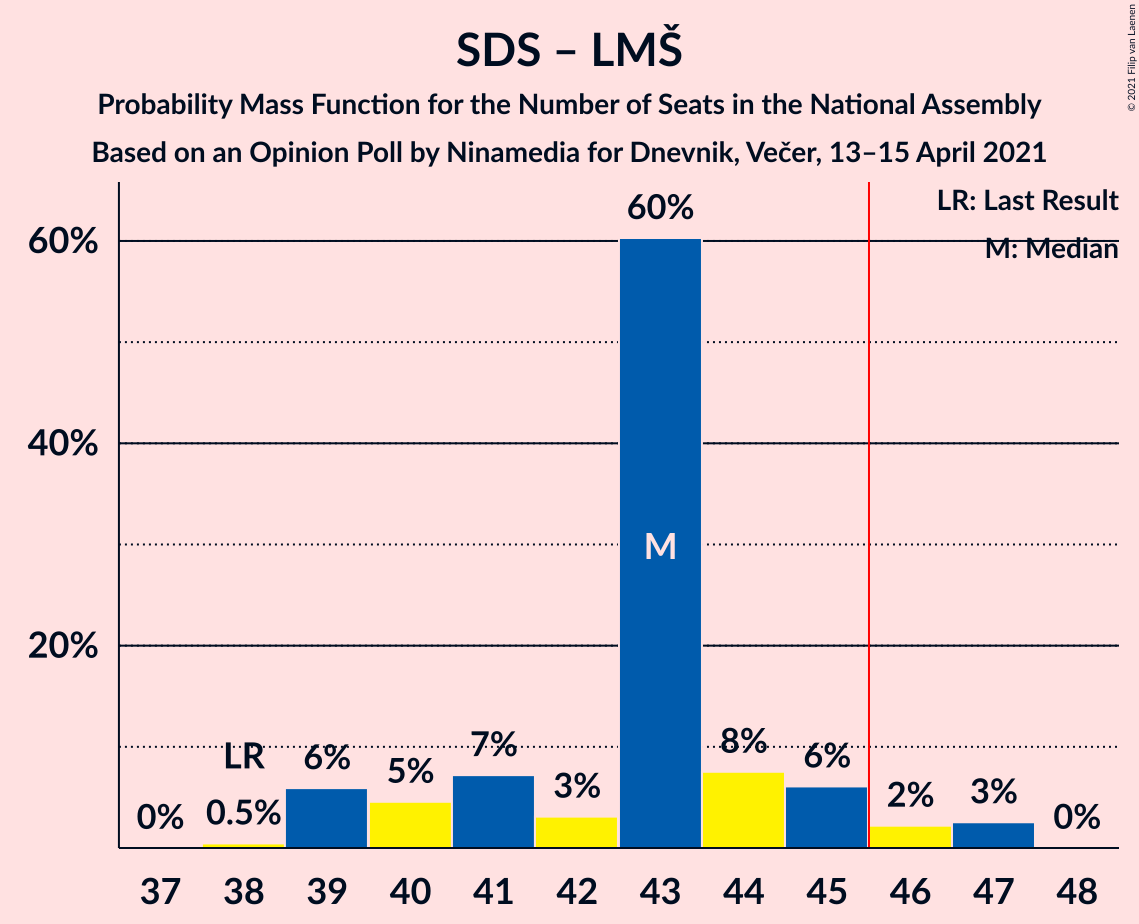 SDS – LMŠ
Probability Mass Function for the Number of Seats in the National Assembly
Based on an Opinion Poll by Ninamedia for Dnevnik, Večer, 13–15 April 2021
© 2021 Filip van Laenen
LR: Last Result
M: Median
60%
40%
20%
0%
LR
0.5%
6%
5%
7%
3%
60%
M
8%
6%
2%
3%
0%
37 38 39 40 41 42 43 44 45 46 47 48